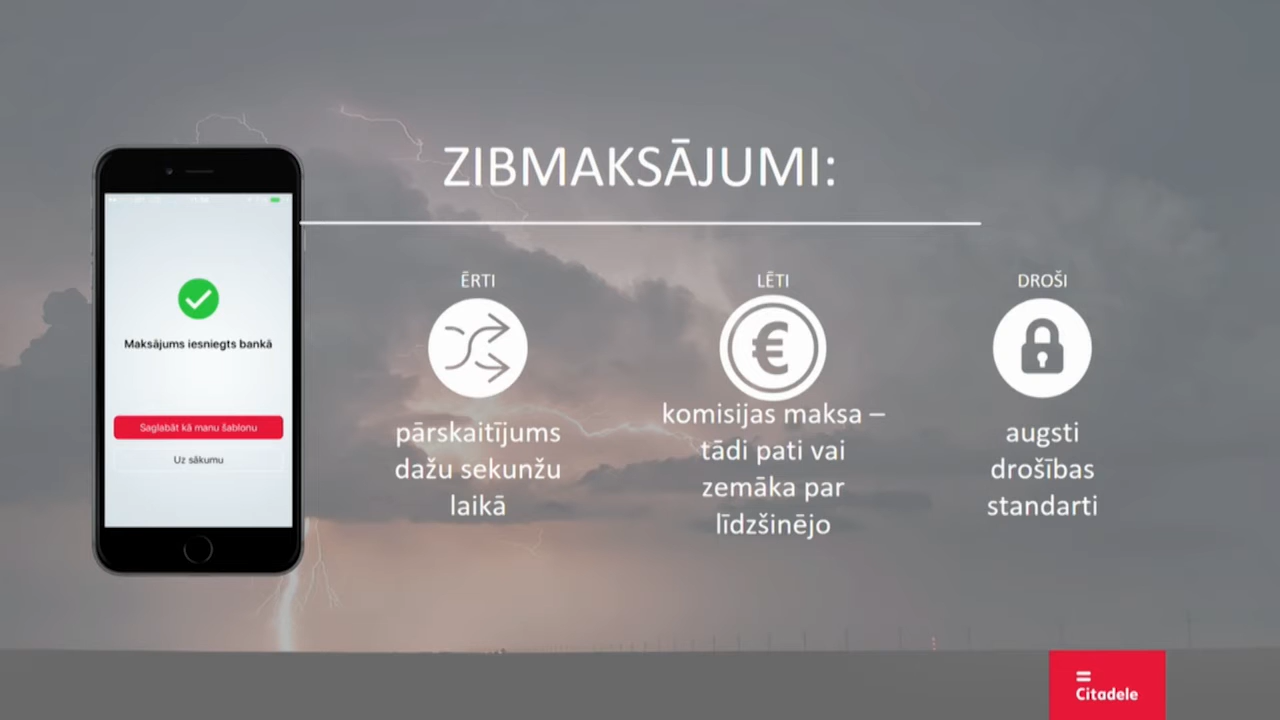 ZIBMAKSĀJUMI:
Maksājums iesniegts bankā
Saglabāt kā manu šablonu
Uz sākumu
ĒRTI
pārskaitījums
dažu sekunžu
laikā
LĒTI
€
komisijas maksa –
tādi pati vai
zemāka par
līdzšinējo
DROŠI
augsti
drošības
standarti
Citadele